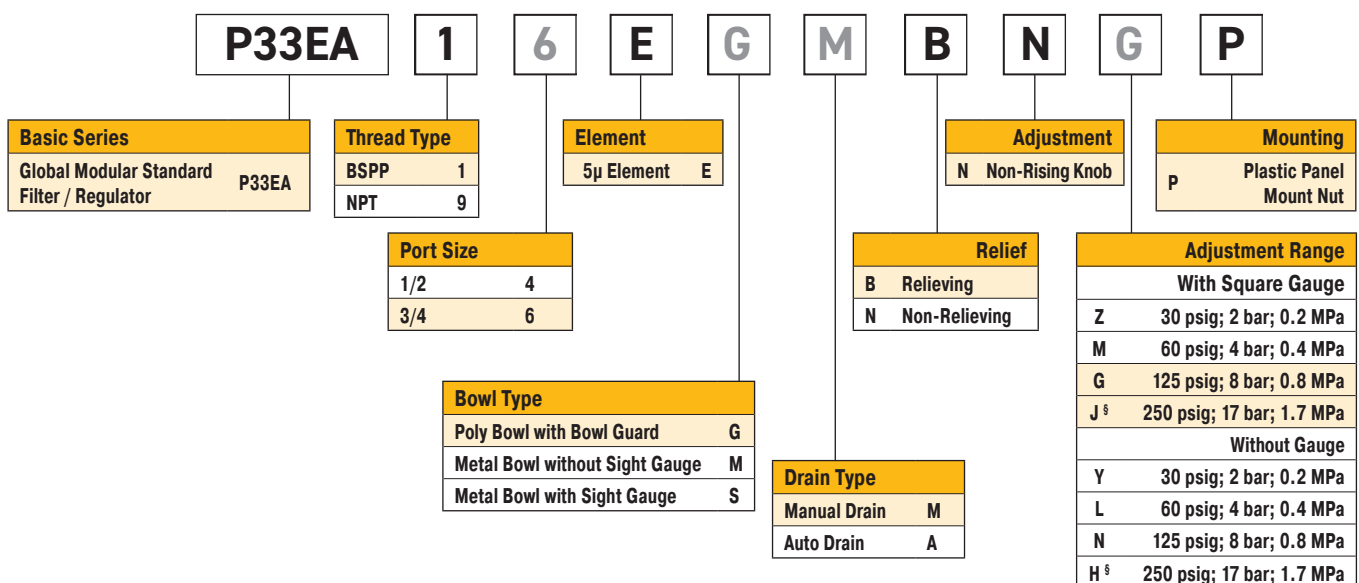 P33EA 1 6 E G M B N G P
Basic Series
Global Modular Standard
Filter / Regulator P33EA
Thread Type
BSPP 1
NPT 9
Element
5μ Element E
Adjustment
N Non-Rising Knob
Mounting
P Plastic Panel
Mount Nut
Port Size
1/2 4
3/4 6
Relief
B Relieving
N Non-Relieving
Adjustment Range
With Square Gauge
Z 30 psig; 2 bar; 0.2 MPa
M 60 psig; 4 bar; 0.4 MPa
G 125 psig; 8 bar; 0.8 MPa
J § 250 psig; 17 bar; 1.7 MPa
Without Gauge
Y 30 psig; 2 bar; 0.2 MPa
L 60 psig; 4 bar; 0.4 MPa
N 125 psig; 8 bar; 0.8 MPa
H § 250 psig; 17 bar; 1.7 MPa
Bowl Type
Poly Bowl with Bowl Guard G
Metal Bowl without Sight Gauge M
Metal Bowl with Sight Gauge S
Drain Type
Manual Drain M
Auto Drain A